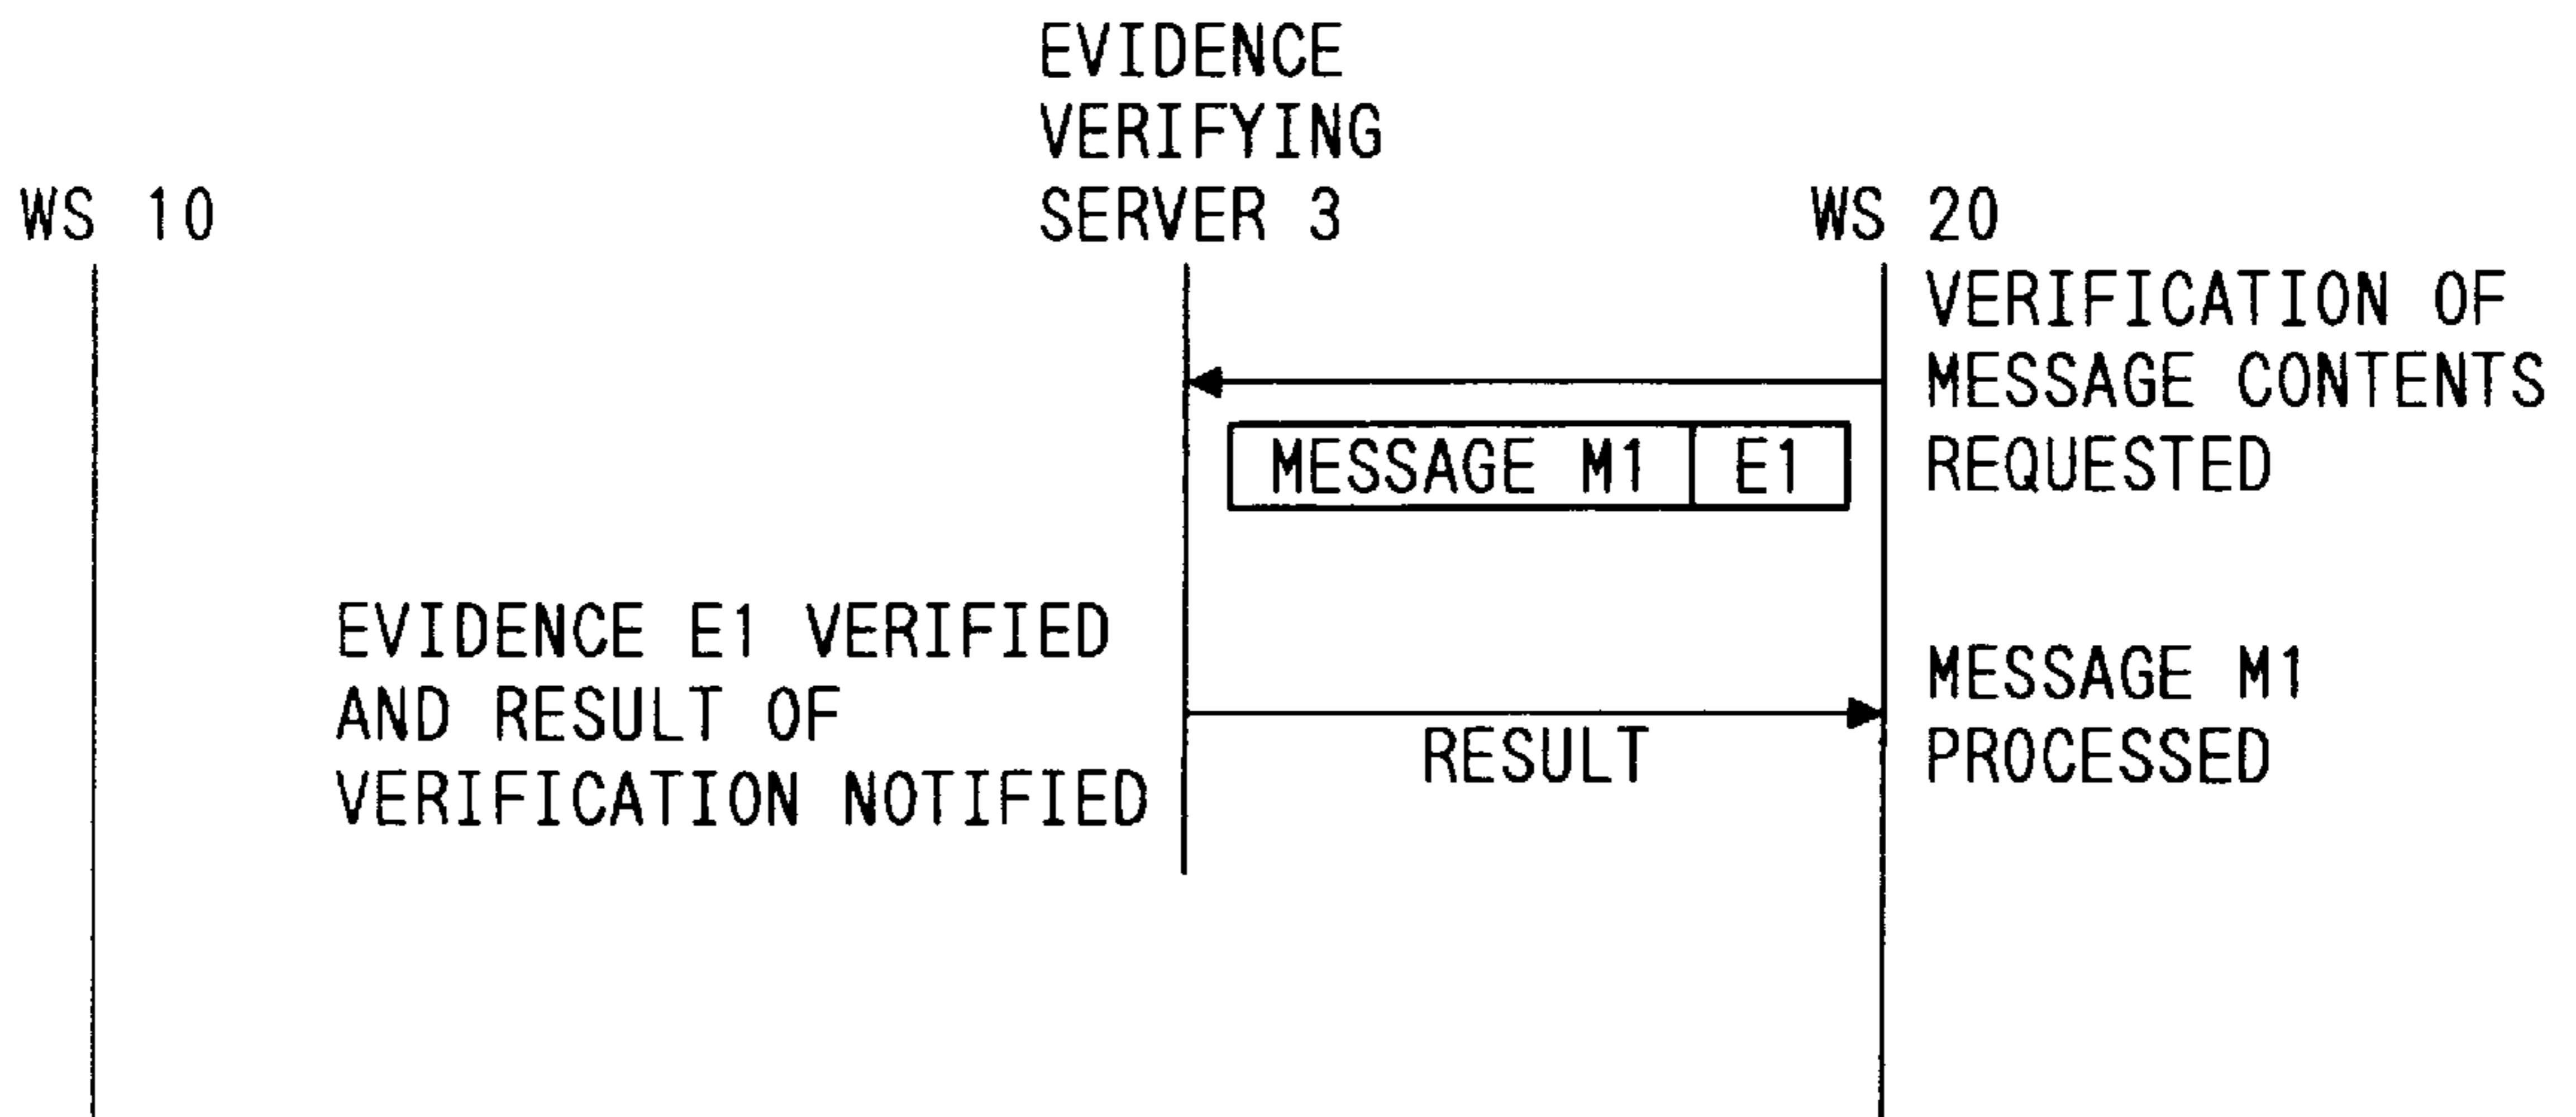 EVIDENCE
VERIFYING
SERVER 3
WS 10
WS 20
VERIFICATION OF
MESSAGE CONTENTS
REQUESTED
MESSAGE M1
E1
EVIDENCE E1 VERIFIED
AND RESULT OF
VERIFICATION NOTIFIED
RESULT
MESSAGE M1
PROCESSED